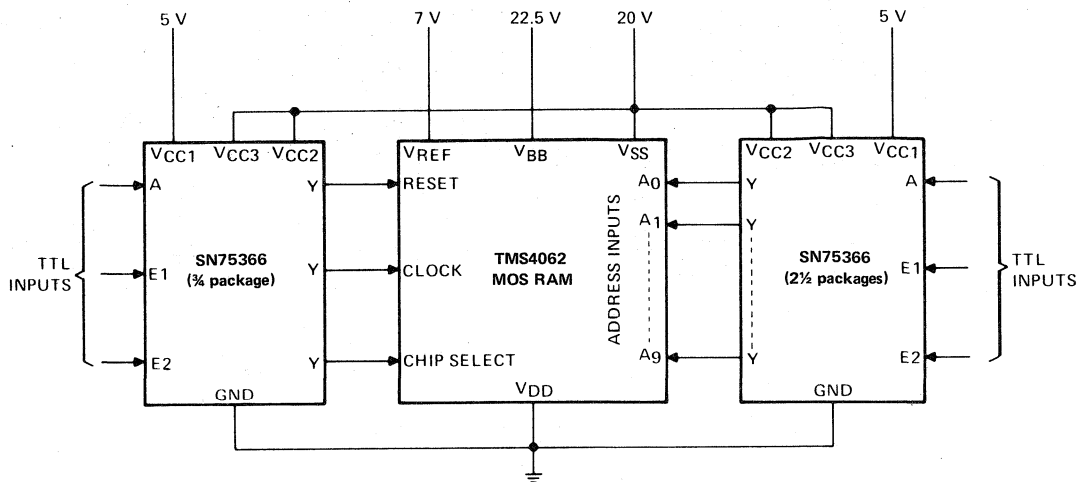 5 V
7 V
22.5 V
20 V
5 V
VCC1
VCC3
VCC2
VREF
VBB
VSS
VCC2
VCC3
VCC1
A
Y
RESET
A0
Y
A
A1
Y
TTL
INPUTS
E1
SN75366
(¾ package)
Y
CLOCK
TMS4062
MOS RAM
ADDRESS INPUTS
SN75366
(2½ packages)
E1
TTL
INPUTS
E2
Y
CHIP SELECT
A9
Y
E2
GND
VDD
GND